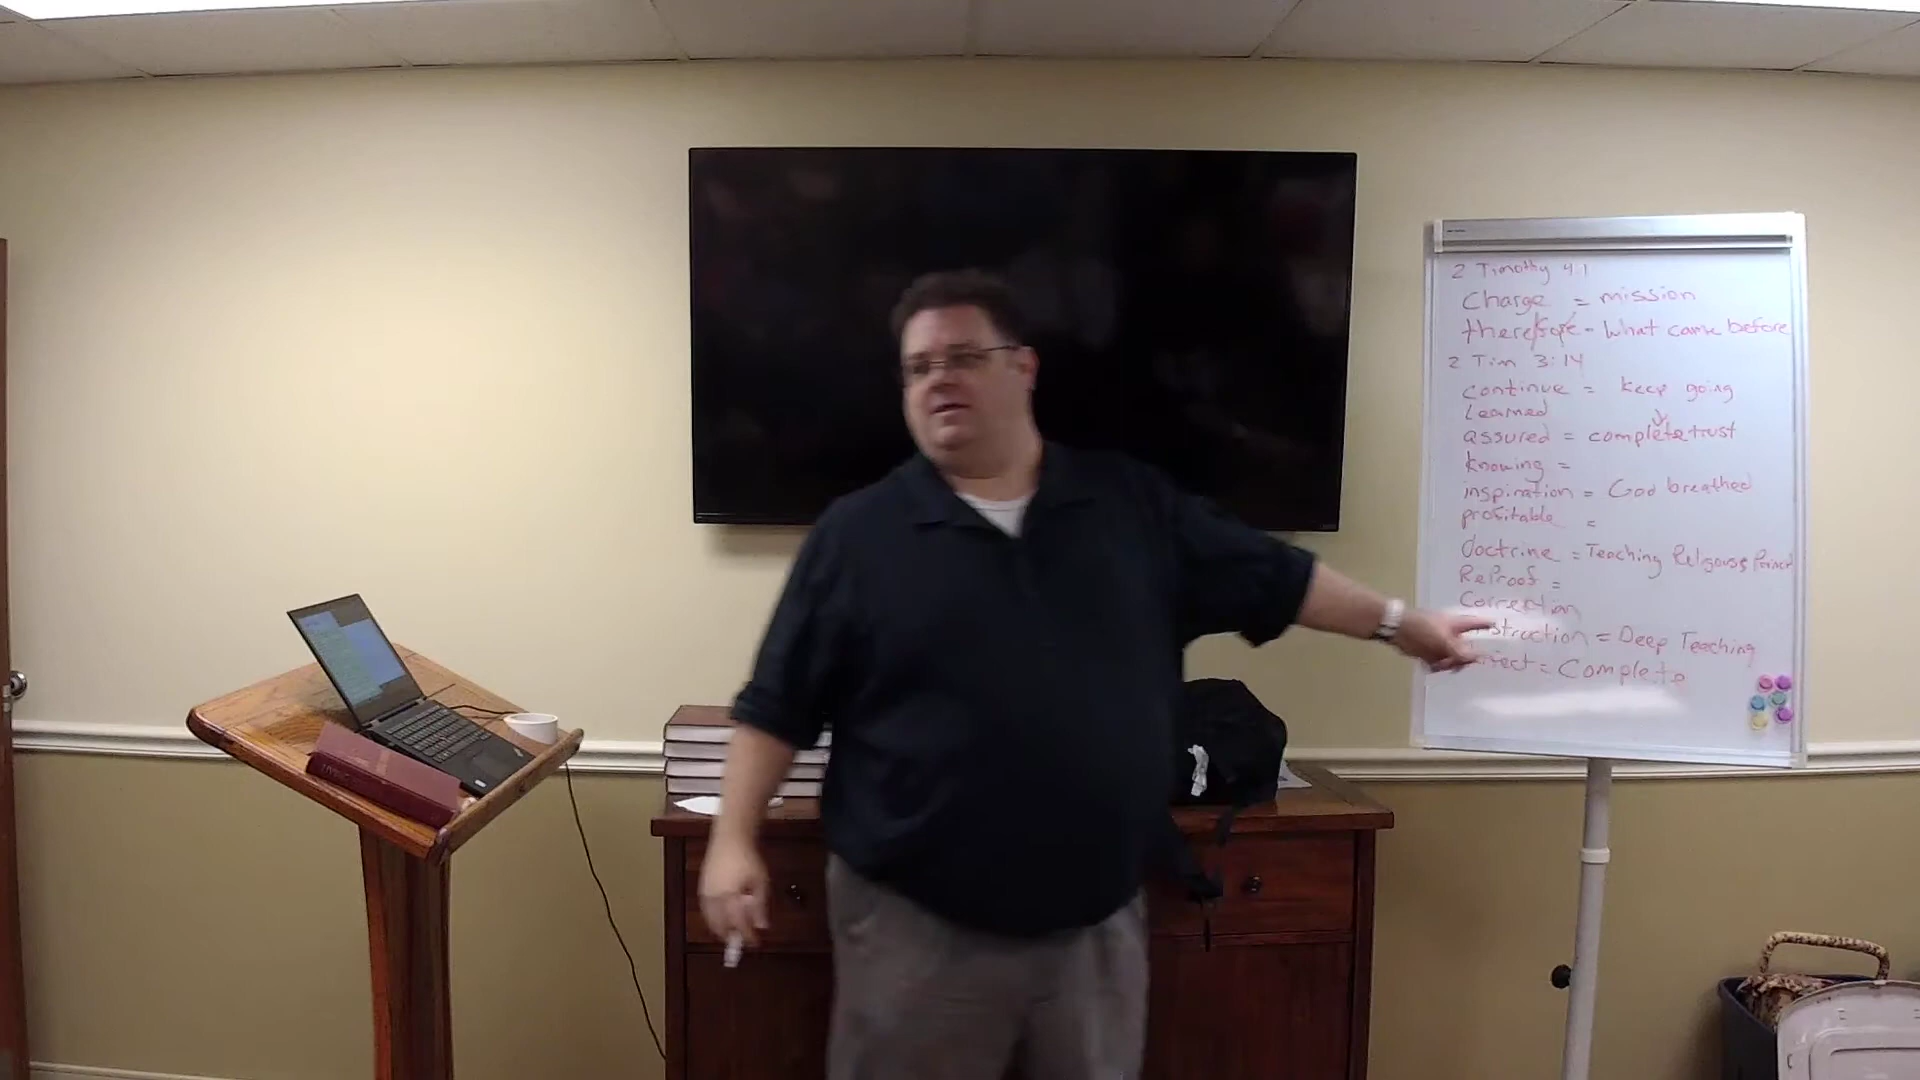 2 Timothy 4:1
Charge = mission
therefore = What came before
2 Tim 3:14
continue = keep going
Learned
assured = complete trust
knowing =
inspiration = God breathed
profitable =
Doctrine = Teaching Religous
ReProof =
Correction
= Deep Teaching
= Complete